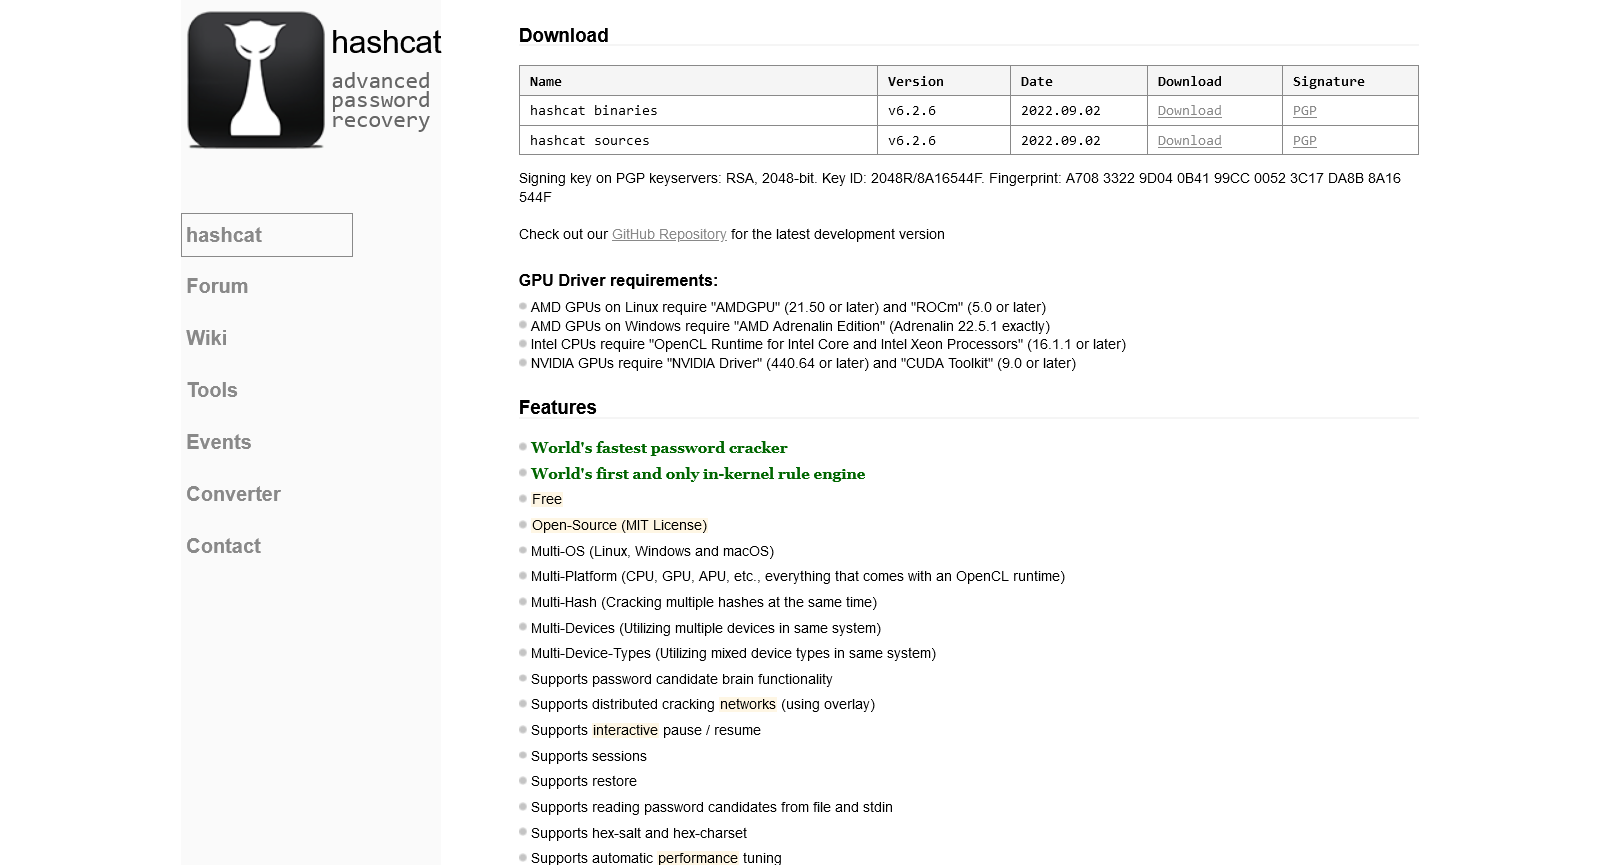 hashcat
advanced
password
recovery
hashcat
Forum
Wiki
Tools
Events
Converter
Contact
Download
Name Version Date Download Signature
hashcat binaries v6.2.6 2022.09.02 Download PGP
hashcat sources v6.2.6 2022.09.02 Download PGP
Signing key on PGP keyservers: RSA, 2048-bit. Key ID: 2048R/8A16544F. Fingerprint: A708 3322 9D04 0B41 99CC 0052 3C17 DA8B 8A16
544F
Check out our GitHub Repository for the latest development version
GPU Driver requirements:
AMD GPUs on Linux require "AMDGPU" (21.50 or later) and "ROCm" (5.0 or later)
AMD GPUs on Windows require "AMD Adrenalin Edition" (Adrenalin 22.5.1 exactly)
Intel CPUs require "OpenCL Runtime for Intel Core and Intel Xeon Processors" (16.1.1 or later)
NVIDIA GPUs require "NVIDIA Driver" (440.64 or later) and "CUDA Toolkit" (9.0 or later)
Features
World's fastest password cracker
World's first and only in-kernel rule engine
Free
Open-Source (MIT License)
Multi-OS (Linux, Windows and macOS)
Multi-Platform (CPU, GPU, APU, etc., everything that comes with an OpenCL runtime)
Multi-Hash (Cracking multiple hashes at the same time)
Multi-Devices (Utilizing multiple devices in same system)
Multi-Device-Types (Utilizing mixed device types in same system)
Supports password candidate brain functionality
Supports distributed cracking networks (using overlay)
Supports interactive pause / resume
Supports sessions
Supports restore
Supports reading password candidates from file and stdin
Supports hex-salt and hex-charset
Supports automatic performance tuning